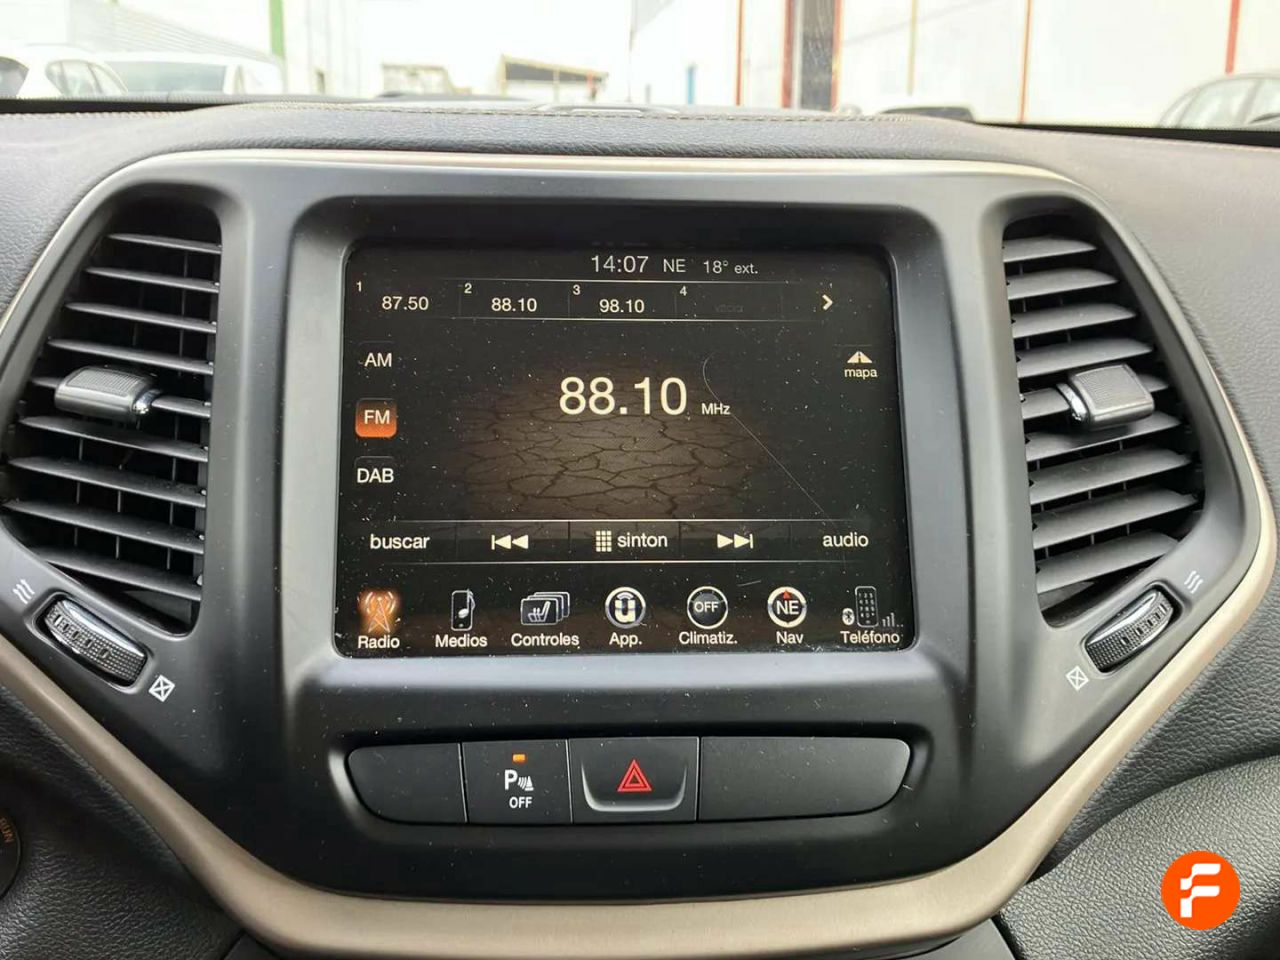 14:07 NE 18° ext.
1 87.50 2 88.10 3 98.10 4
AM
mapa
88.10 MHz
FM
DAB
buscar sinton audio
OFF NE
Radio Medios Controles App. Climatiz. Nav Teléfono
P
OFF
RUN
F